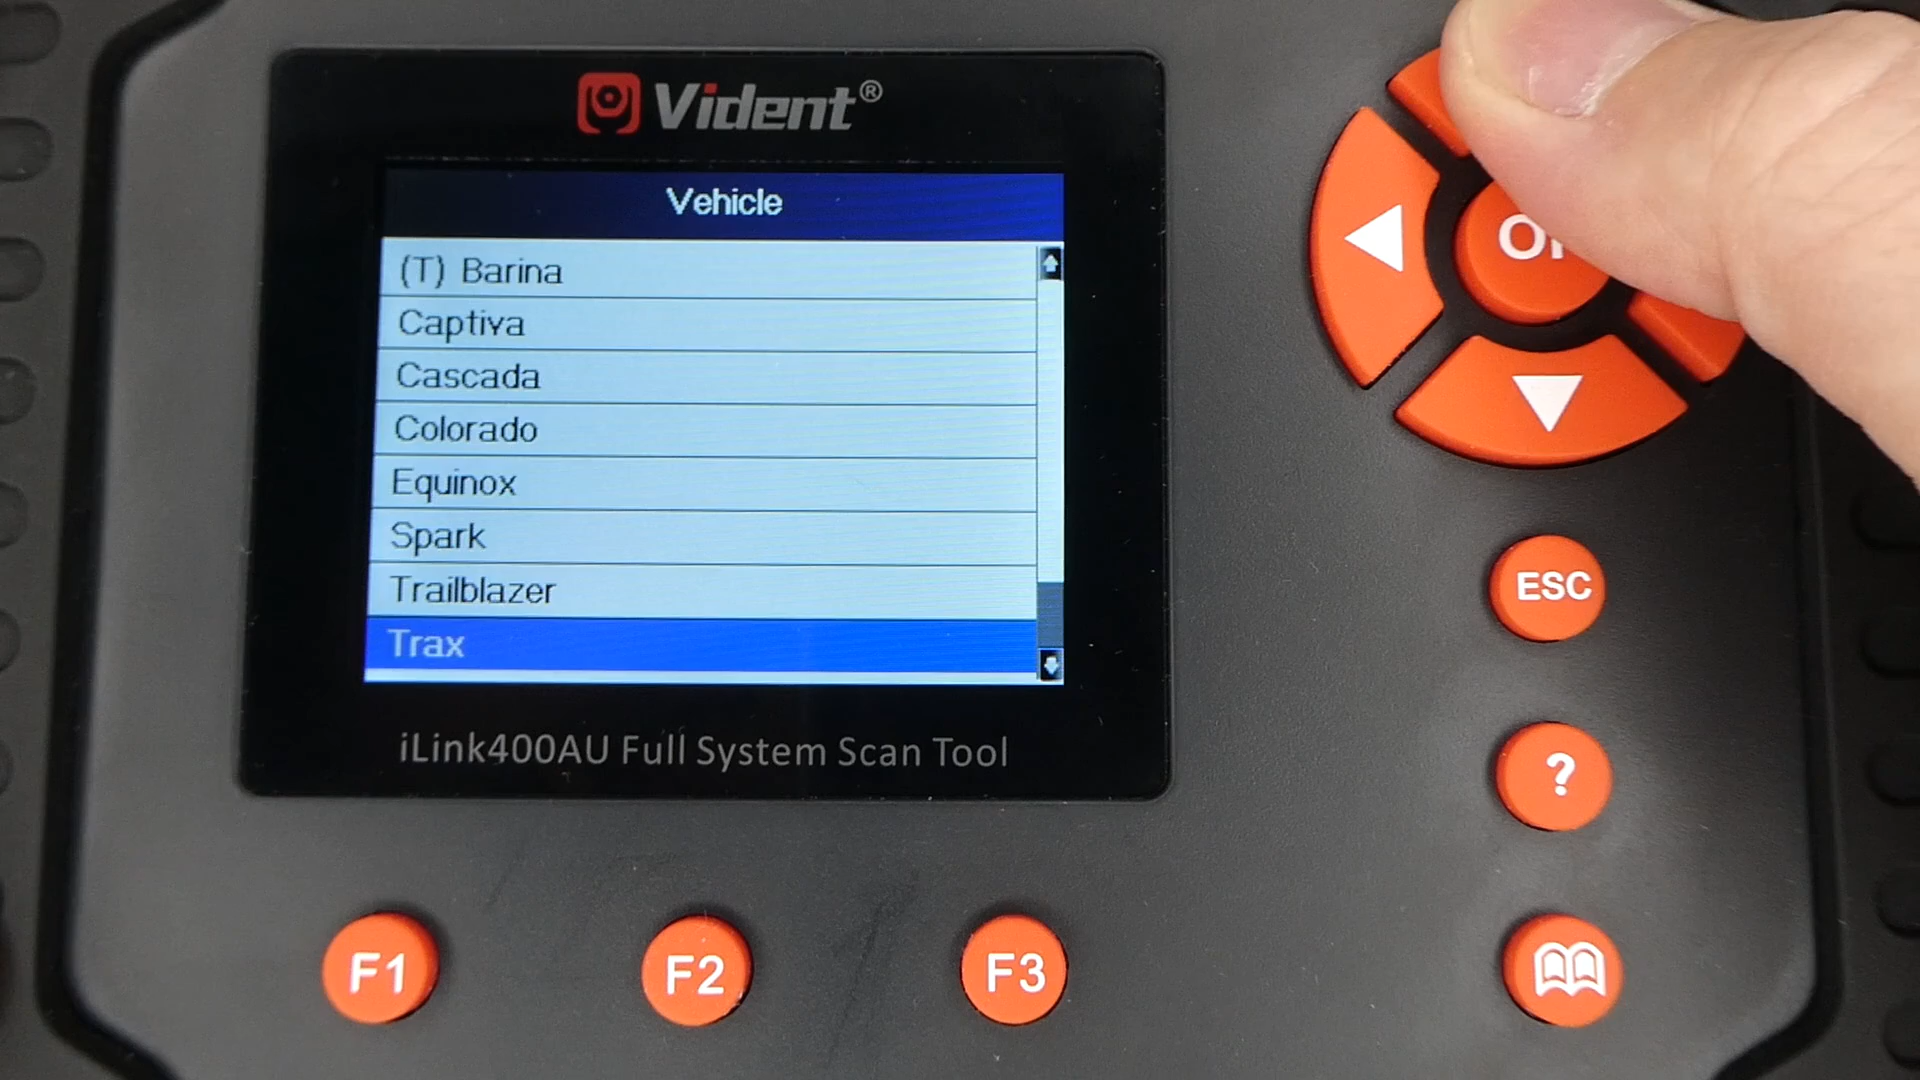 Vident®
Vehicle
(T) Barina
Captiva
Cascada
Colorado
Equinox
Spark
Trailblazer
Trax
iLink400AU Full System Scan Tool
ESC
?
F1
F2
F3